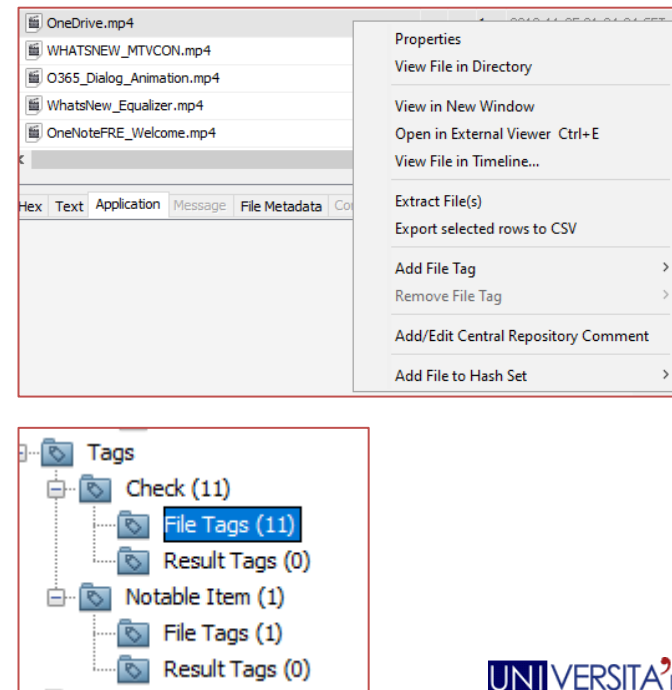 OneDrive.mp4
WHATSNEW_MTVCON.mp4
O365_Dialog_Animation.mp4
WhatsNew_Equalizer.mp4
OneNoteFRE_Welcome.mp4
Hex Text Application Message File Metadata
Properties
View File in Directory
View in New Window
Open in External Viewer Ctrl+E
View File in Timeline...
Extract File(s)
Export selected rows to CSV
Add File Tag
Remove File Tag
Add/Edit Central Repository Comment
Add File to Hash Set
Tags
Check (11)
File Tags (11)
Result Tags (0)
Notable Item (1)
File Tags (1)
Result Tags (0)
UNIVERSITA'